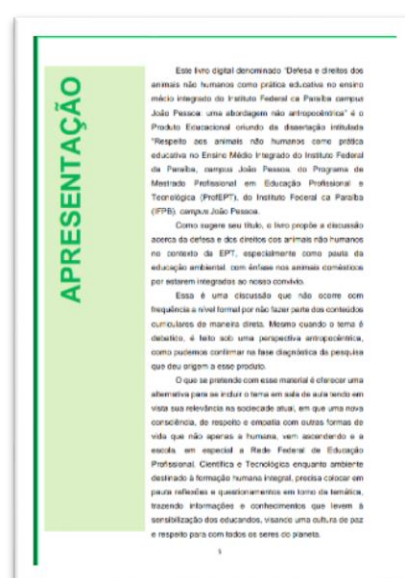 APRESENTAÇÃO
Este livro digital denominado "Defesa e direitos dos
animais não humanos como prática educativa no ensino
médio integrado do Instituto Federal da Paraíba campus
João Pessoa: uma abordagem não antropocêntrica" é o
Produto Educacional oriundo da dissertação intitulada
"Respeito aos animais não humanos como prática
educativa no Ensino Médio Integrado do Instituto Federal
da Paraíba, campus João Pessoa, do Programa de
Mestrado Profissional em Educação Profissional e
Tecnológica (ProfEPT), do Instituto Federal da Paraíba
(IFPB), campus João Pessoa.
Como sugere seu título, o livro propõe a discussão
acerca da defesa e dos direitos dos animais não humanos
no contexto da EPT, especialmente como pauta da
educação ambiental, com ênfase nos animais domésticos
por estarem integrados ao nosso convívio.
Essa é uma discussão que não ocorre com
frequência a nível formal por não fazer parte dos conteúdos
curriculares de maneira direta. Mesmo quando o tema é
debatido, é feito sob uma perspectiva antropocêntrica,
como pudemos confirmar na fase diagnóstica da pesquisa
que deu origem a esse produto.
O que se pretende com esse material é oferecer uma
alternativa para se incluir o tema em sala de aula tendo em
vista sua relevância na sociedade atual, em que uma nova
consciência, de respeito e empatia com outras formas de
vida que não apenas a humana, vem ascendendo e a
escola, em especial a Rede Federal de Educação
Profissional, Científica e Tecnológica enquanto ambiente
destinado à formação humana integral, precisa colocar em
pauta reflexões e questionamentos em torno da temática,
trazendo informações e conhecimentos que levem à
sensibilização dos educandos, visando uma cultura de paz
e respeito para com todos os seres do planeta.